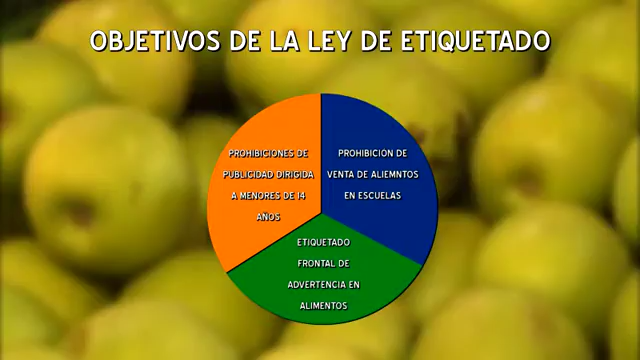 OBJETIVOS DE LA LEY DE ETIQUETADO
PROHIBICIONES DE
PUBLICIDAD DIRIGIDA
A MENORES DE 14
AÑOS
PROHIBICION DE
VENTA DE ALIEMNTOS
EN ESCUELAS
ETIQUETADO
FRONTAL DE
ADVERTENCIA EN
ALIMENTOS